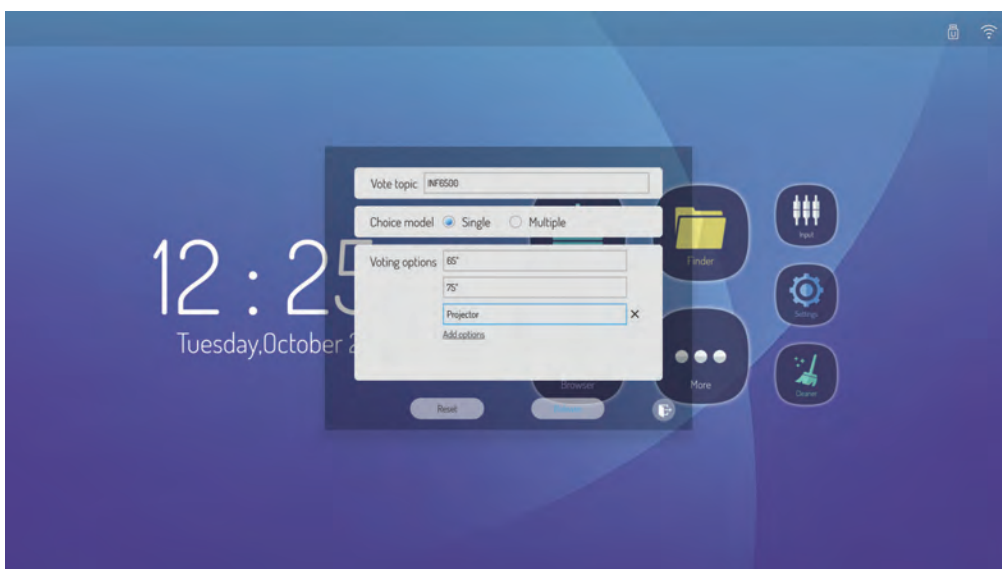 Vote topic INF6500
Choice model Single Multiple
Voting options 65"
75"
Projector ×
Add options
Reset
12 : 25
Tuesday,October 2
Finder
Browser
More
Input
Settings
Cleaner